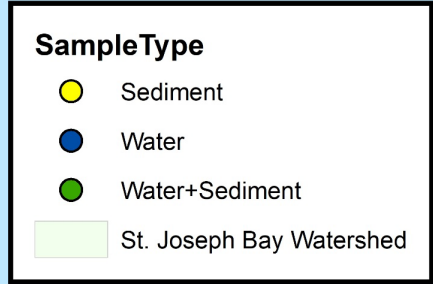 SampleType
Sediment
Water
Water+Sediment
St. Joseph Bay Watershed